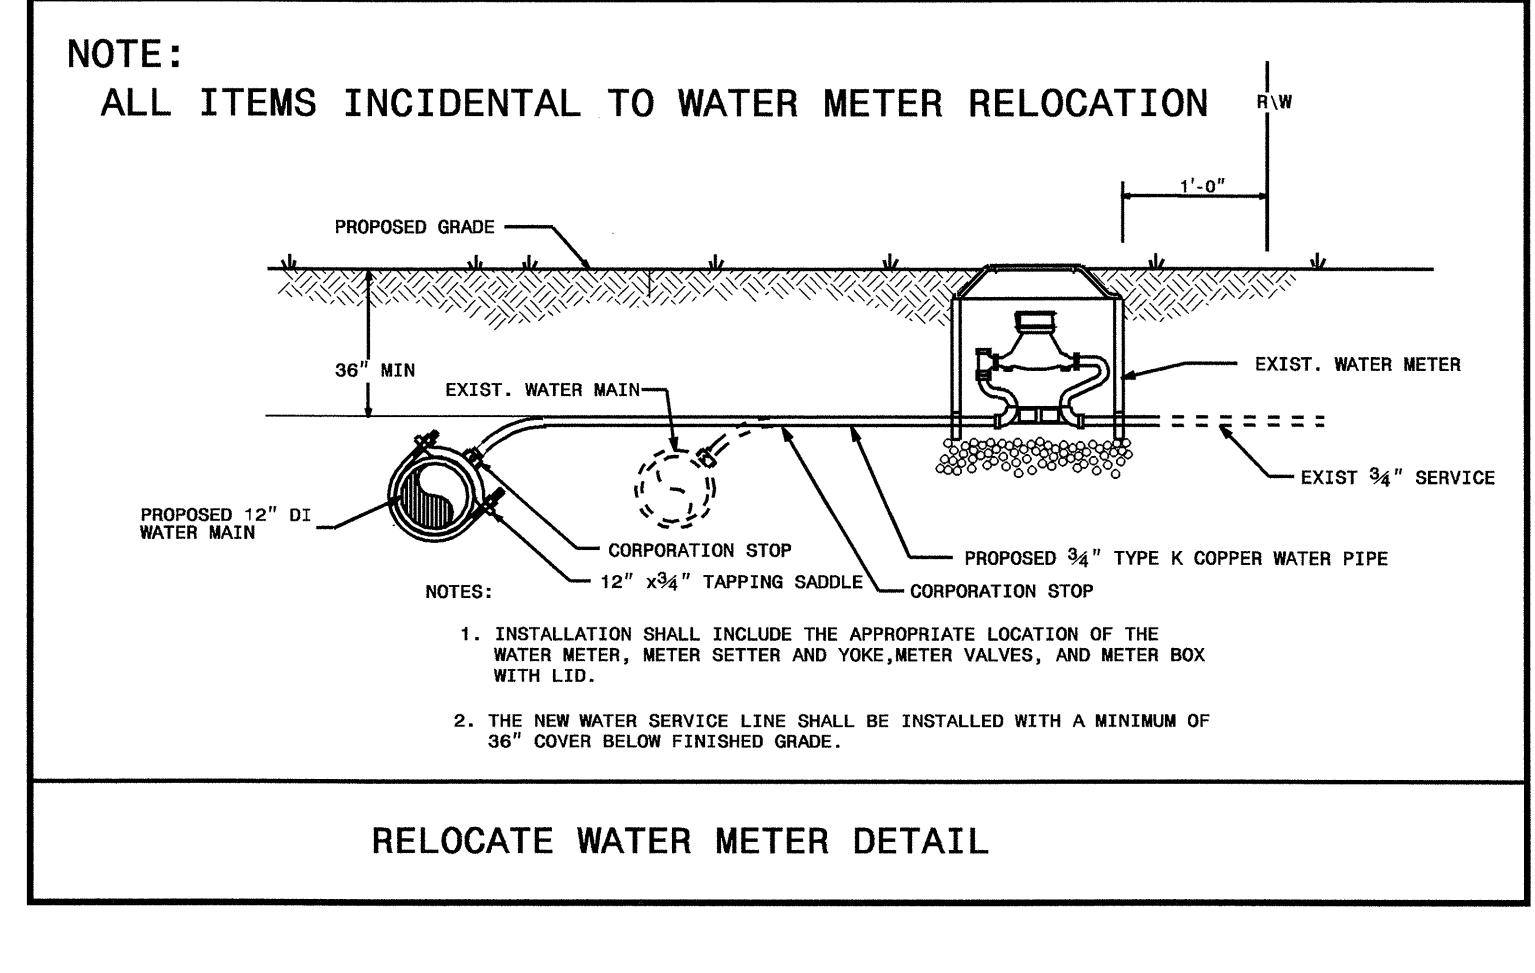 NOTE:
ALL ITEMS INCIDENTAL TO WATER METER RELOCATION
R\W
1'-0"
PROPOSED GRADE
36" MIN
EXIST. WATER MAIN
EXIST. WATER METER
EXIST 3/4" SERVICE
PROPOSED 12" DI
WATER MAIN
CORPORATION STOP
PROPOSED 3/4" TYPE K COPPER WATER PIPE
12" x3/4" TAPPING SADDLE
CORPORATION STOP
NOTES:
1. INSTALLATION SHALL INCLUDE THE APPROPRIATE LOCATION OF THE
WATER METER, METER SETTER AND YOKE,METER VALVES, AND METER BOX
WITH LID.
2. THE NEW WATER SERVICE LINE SHALL BE INSTALLED WITH A MINIMUM OF
36" COVER BELOW FINISHED GRADE.
RELOCATE WATER METER DETAIL